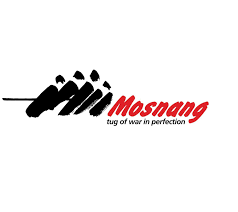 Mosnang
tug of war in perfection